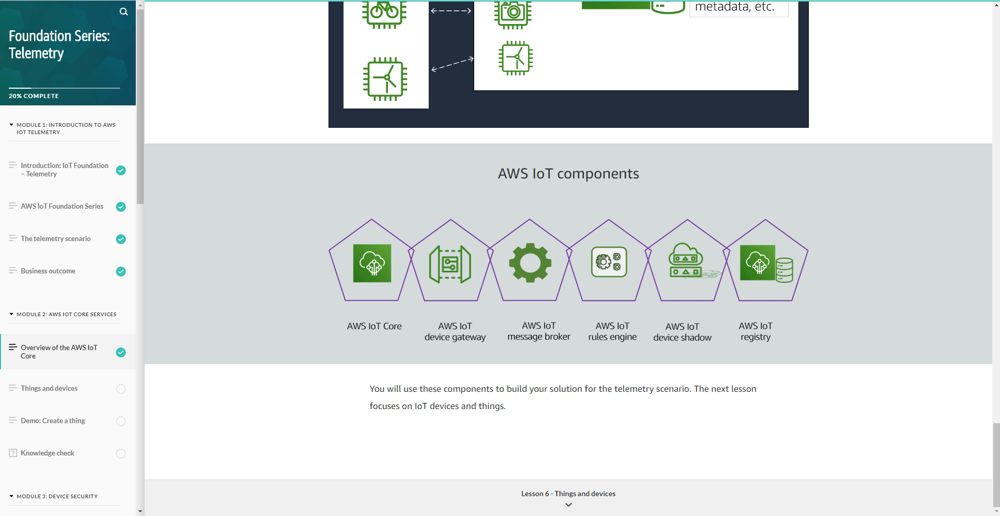 Foundation Series:
Telemetry
20% COMPLETE
MODULE 1: INTRODUCTION TO AWS
IOT TELEMETRY
Introduction: IoT Foundation
– Telemetry
AWS IoT Foundation Series
The telemetry scenario
Business outcome
MODULE 2: AWS IOT CORE SERVICES
Overview of the AWS IoT
Core
Things and devices
Demo: Create a thing
? Knowledge check
MODULE 3: DEVICE SECURITY
metadata, etc.
AWS IoT components
AWS IoT Core
AWS IoT
device gateway
AWS IoT
message broker
AWS IoT
rules engine
AWS IoT
device shadow
AWS IoT
registry
You will use these components to build your solution for the telemetry scenario. The next lesson
focuses on IoT devices and things.
Lesson 6 - Things and devices